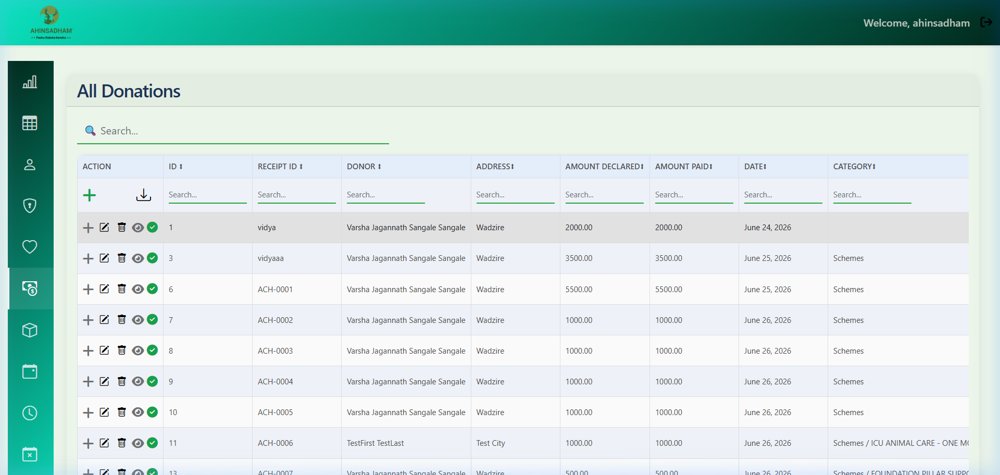 AHINSADHAM
Pashu Raksha Kendra
Welcome, ahinsadham
All Donations
Search...
ACTION ID RECEIPT ID DONOR ADDRESS AMOUNT DECLARED AMOUNT PAID DATE CATEGORY
Search... Search... Search... Search... Search... Search... Search... Search...
1 vidya Varsha Jagannath Sangale Sangale Wadzire 2000.00 2000.00 June 24, 2026
3 vidyaaa Varsha Jagannath Sangale Sangale Wadzire 3500.00 3500.00 June 25, 2026 Schemes
6 ACH-0001 Varsha Jagannath Sangale Sangale Wadzire 5500.00 5500.00 June 25, 2026 Schemes
7 ACH-0002 Varsha Jagannath Sangale Sangale Wadzire 1000.00 1000.00 June 26, 2026 Schemes
8 ACH-0003 Varsha Jagannath Sangale Sangale Wadzire 1000.00 1000.00 June 26, 2026 Schemes
9 ACH-0004 Varsha Jagannath Sangale Sangale Wadzire 1000.00 1000.00 June 26, 2026 Schemes
10 ACH-0005 Varsha Jagannath Sangale Sangale Wadzire 1000.00 1000.00 June 26, 2026 Schemes
11 ACH-0006 TestFirst TestLast Test City 1000.00 1000.00 June 26, 2026 Schemes / ICU ANIMAL CARE - ONE
13 ACH-0007 Varsha Jagannath Sangale Sangale Wadzire 500.00 500.00 June 26, 2026 Schemes / FOUNDATION PILLAR